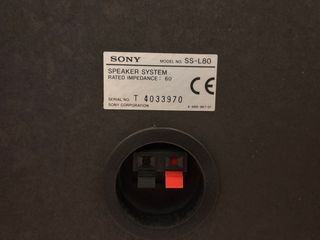 SONY MODEL NO. SS-L80
SPEAKER SYSTEM
RATED IMPEDANCE : 6Ω
CE
SERIAL NO. T 4033970
SONY CORPORATION